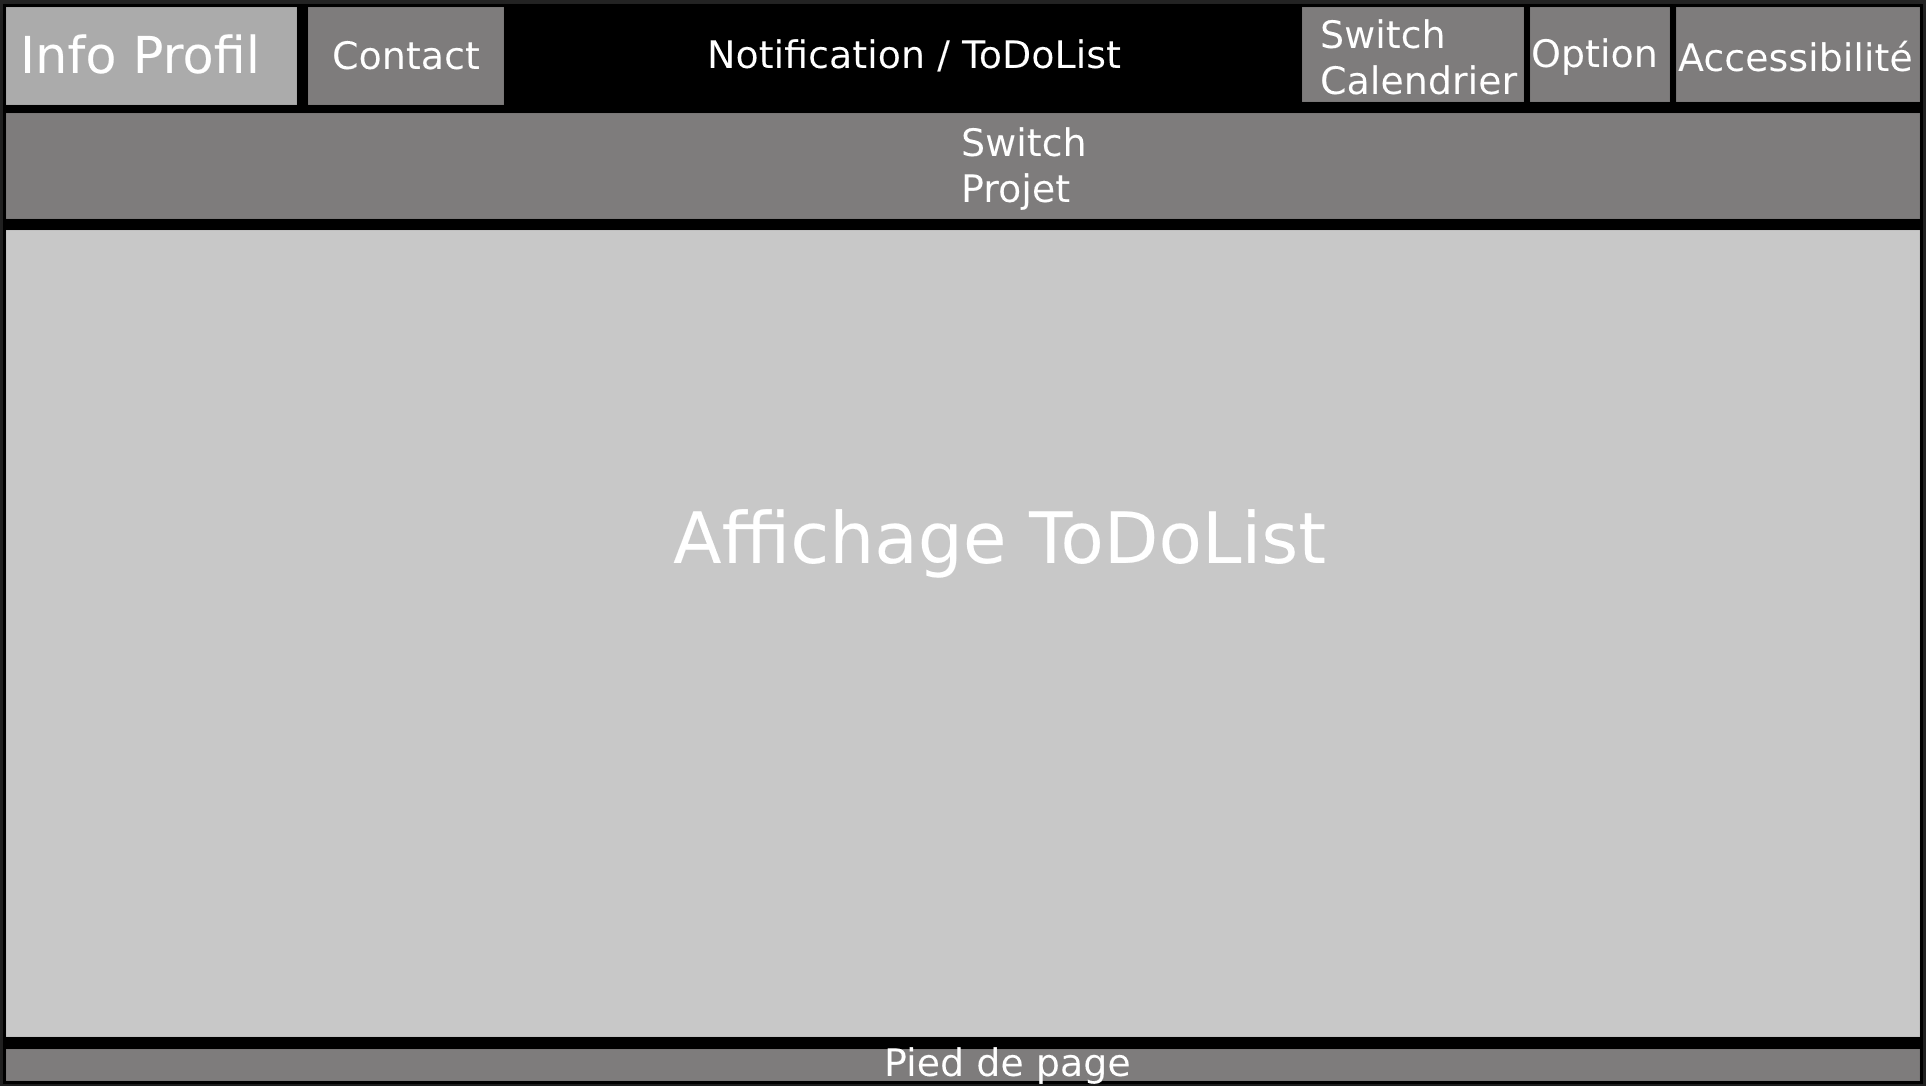 Info Profil
Contact
Notification / ToDoList
Switch
Calendrier
Option
Accessibilité
Switch
Projet
Affichage ToDoList
Pied de page